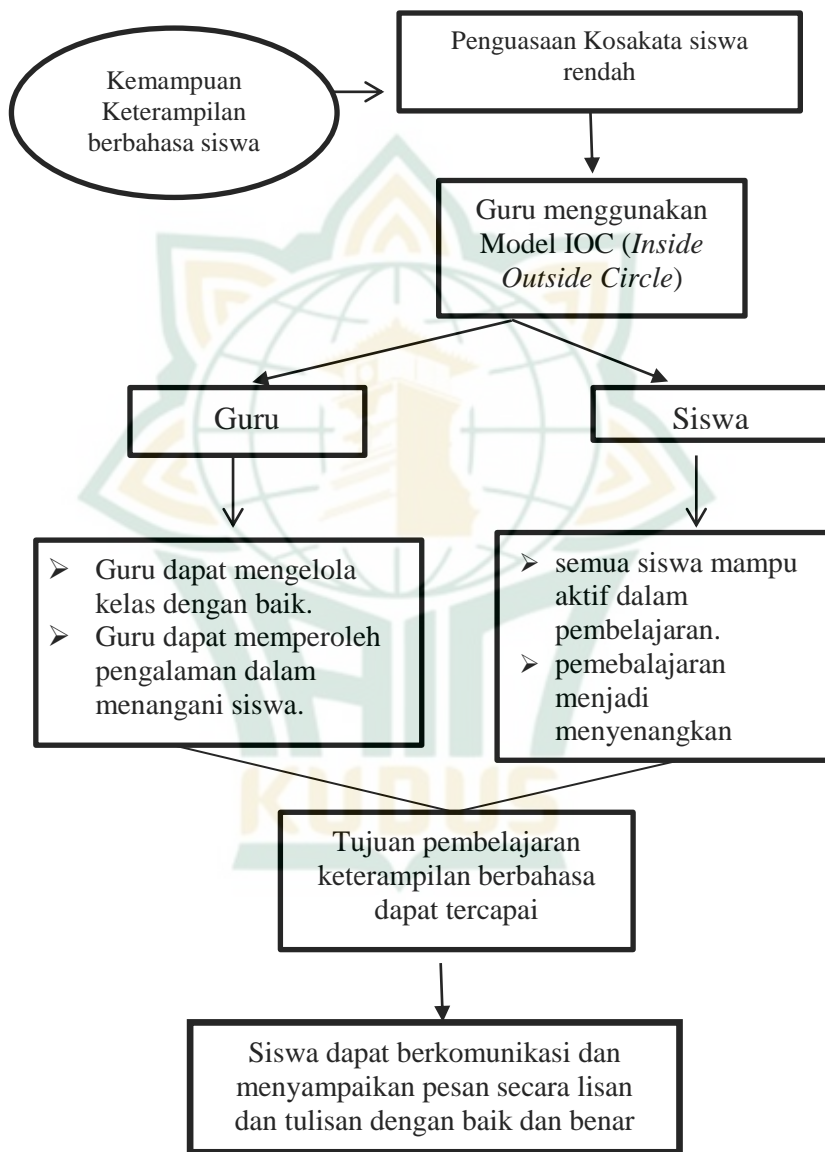 Kemampuan
Keterampilan
berbahasa siswa
Penguasaan Kosakata siswa
rendah
Guru menggunakan
Model IOC (Inside
Outside Circle)
Guru
Siswa
➢ Guru dapat mengelola
kelas dengan baik.
➢ Guru dapat memperoleh
pengalaman dalam
menangani siswa.
➢ semua siswa mampu
aktif dalam
pembelajaran.
➢ pemebalajaran
menjadi
menyenangkan
KUDUS
Tujuan pembelajaran
keterampilan berbahasa
dapat tercapai
Siswa dapat berkomunikasi dan
menyampaikan pesan secara lisan
dan tulisan dengan baik dan benar